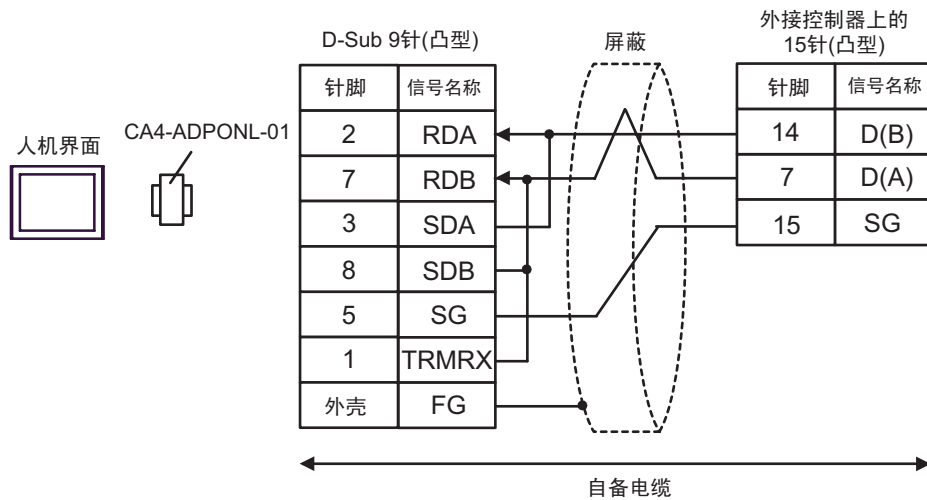 D-Sub 9针(凸型)
屏蔽
外接控制器上的
15针(凸型)
针脚 信号名称
针脚 信号名称
人机界面
CA4-ADPONL-01
2 RDA
14 D(B)
7 RDB
7 D(A)
3 SDA
15 SG
8 SDB
5 SG
1 TRMRX
外壳 FG
自备电缆